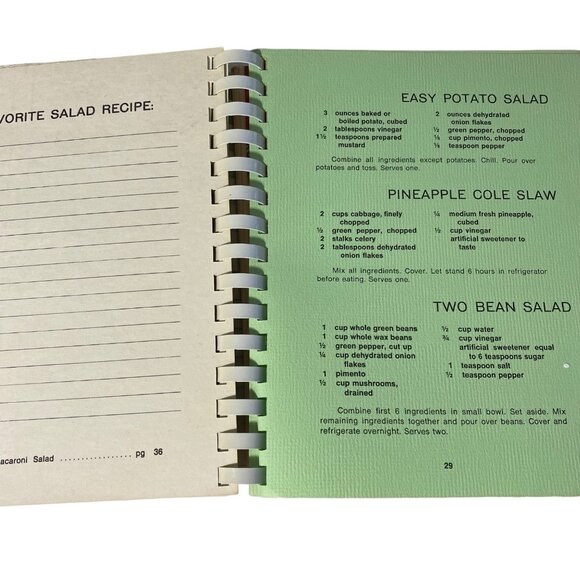 VORITE SALAD RECIPE:
acaroni Salad .................. pg 36
EASY POTATO SALAD
3 ounces baked or
boiled potato, cubed
2 tablespoons vinegar
1½ teaspoons prepared
mustard
2 ounces dehydrated
onion flakes
½ green pepper, chopped
⅛ cup pimento, chopped
⅛ teaspoon pepper
Combine all ingredients except potatoes. Chill. Pour over
potatoes and toss. Serves one.
PINEAPPLE COLE SLAW
2 cups cabbage, finely
chopped
½ green pepper, chopped
2 stalks celery
2 tablespoons dehydrated
onion flakes
¼ medium fresh pineapple,
cubed
½ cup vinegar
artificial sweetener to
taste
Mix all ingredients. Cover. Let stand 6 hours in refrigerator
before eating. Serves one.
TWO BEAN SALAD
1 cup whole green beans
1 cup whole wax beans
½ green pepper, cut up
¼ cup dehydrated onion
flakes
1 pimento
½ cup mushrooms,
drained
½ cup water
¾ cup vinegar
artificial sweetener equal
to 6 teaspoons sugar
1 teaspoon salt
½ teaspoon pepper
Combine first 6 ingredients in small bowl. Set aside. Mix
remaining ingredients together and pour over beans. Cover and
refrigerate overnight. Serves two.
29